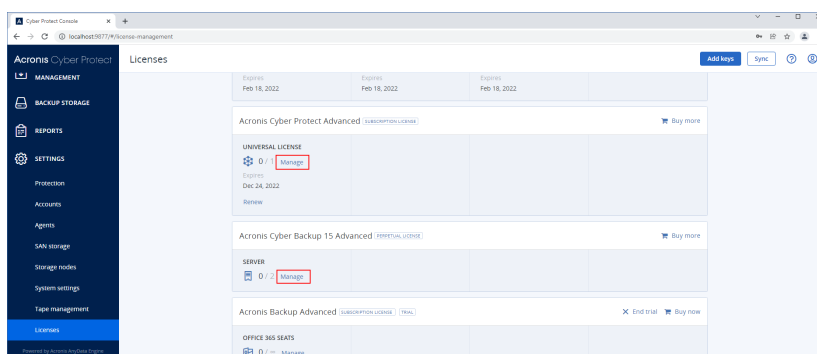 Cyber Protect Console
localhost:9877/#/license-management
Acronis Cyber Protect
Licenses
Add keys
Sync
MANAGEMENT
BACKUP STORAGE
REPORTS
SETTINGS
Protection
Accounts
Agents
SAN storage
Storage nodes
System settings
Tape management
Licenses
Powered by Acronis AnyData Engine
Expires Expires Expires
Feb 18, 2022 Feb 18, 2022 Feb 18, 2022
Acronis Cyber Protect Advanced SUBSCRIPTION LICENSE Buy more
UNIVERSAL LICENSE
0 / 1 Manage
Expires
Dec 24, 2022
Renew
Acronis Cyber Backup 15 Advanced PERPETUAL LICENSE Buy more
SERVER
0 / 2 Manage
Acronis Backup Advanced SUBSCRIPTION LICENSE TRIAL End trial Buy now
OFFICE 365 SEATS
0 / — Manage